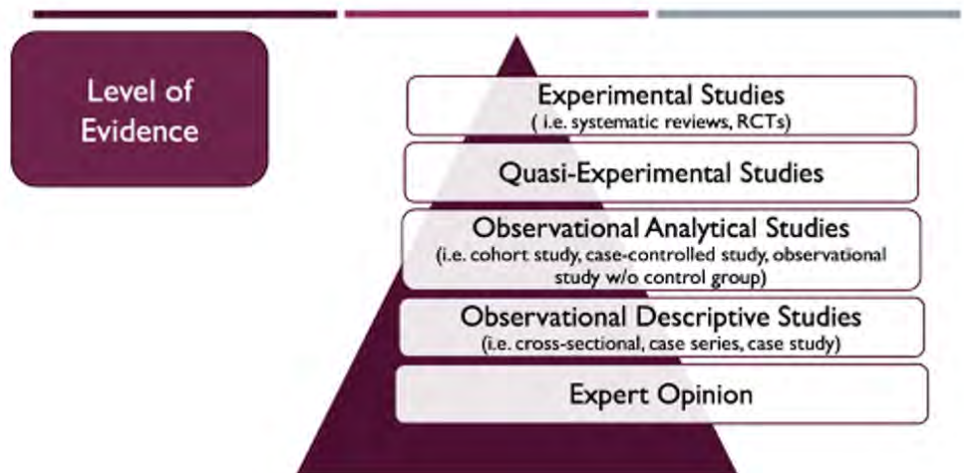 Level of
Evidence
Experimental Studies
( i.e. systematic reviews, RCTs)
Quasi-Experimental Studies
Observational Analytical Studies
(i.e. cohort study, case-controlled study, observational
study w/o control group)
Observational Descriptive Studies
(i.e. cross-sectional, case series, case study)
Expert Opinion